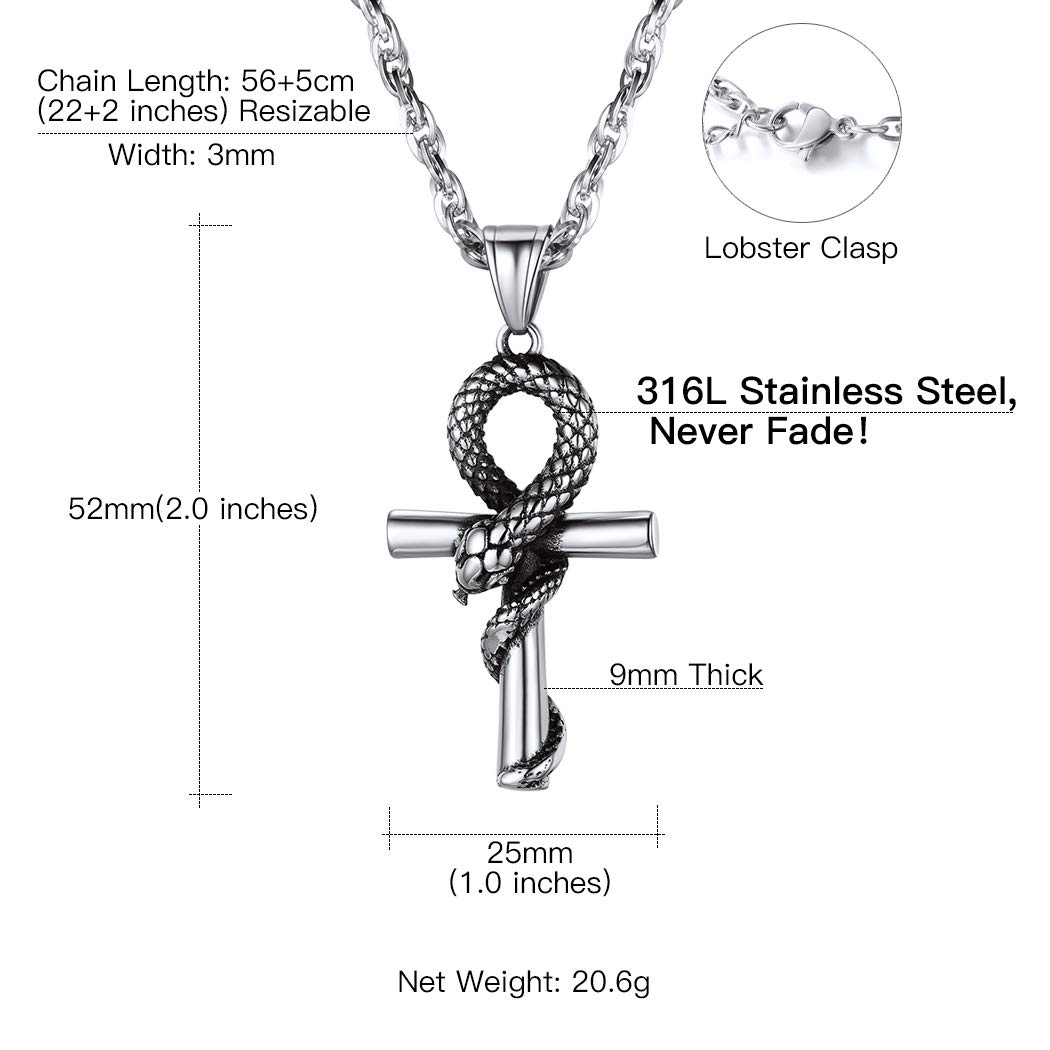 Chain Length: 56+5cm
(22+2 inches) Resizable
Width: 3mm
Lobster Clasp
316L Stainless Steel,
Never Fade!
52mm(2.0 inches)
9mm Thick
25mm
(1.0 inches)
Net Weight: 20.6g